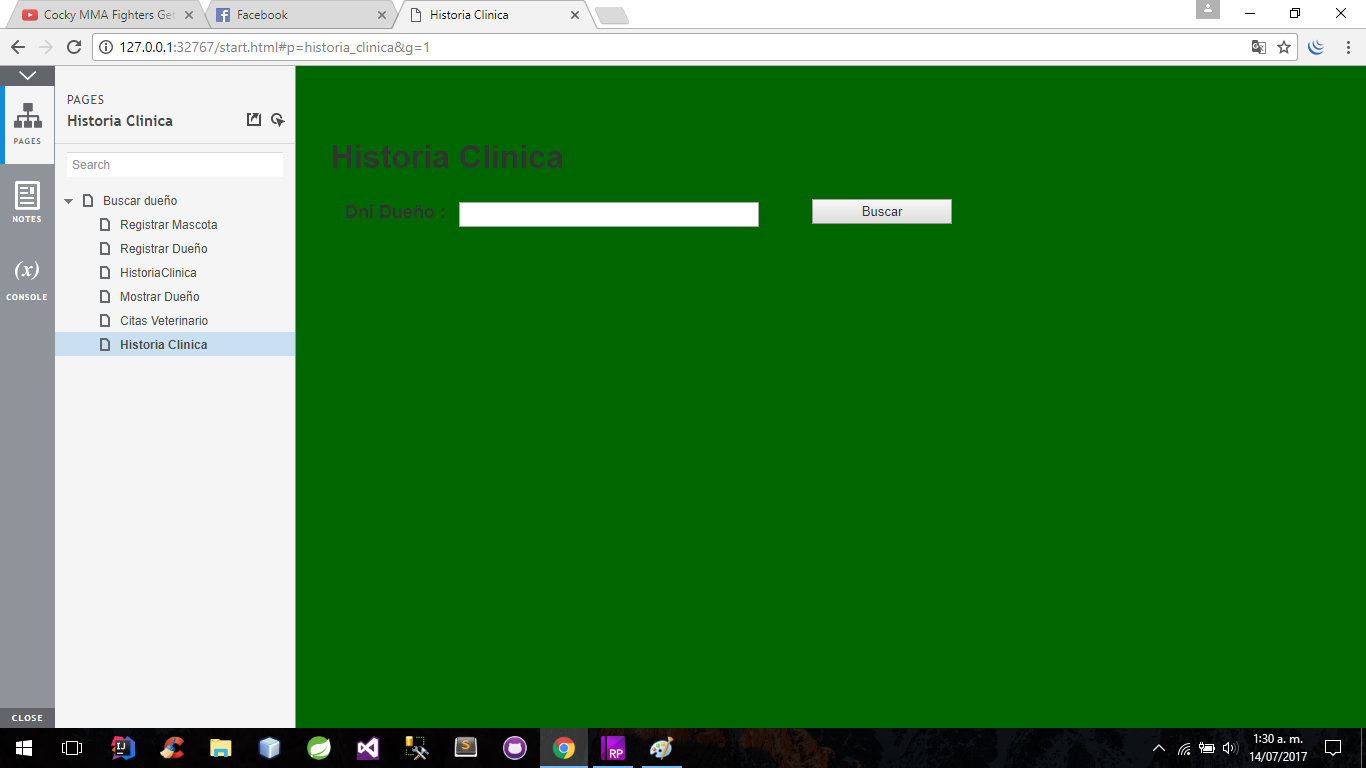 Cocky MMA Fighters Get
Facebook
Historia Clinica
127.0.0.1:32767/start.html#p=historia_clinica&g=1
PAGES
Historia Clinica
PAGES
Search
Buscar dueño
Registrar Mascota
NOTES
Registrar Dueño
HistoriaClinica
(x)
CONSOLE
Mostrar Dueño
Citas Veterinario
Historia Clinica
Historia Clinica
Dni Dueño :
Buscar
CLOSE
IJ
S
RP
1:30 a. m.
14/07/2017